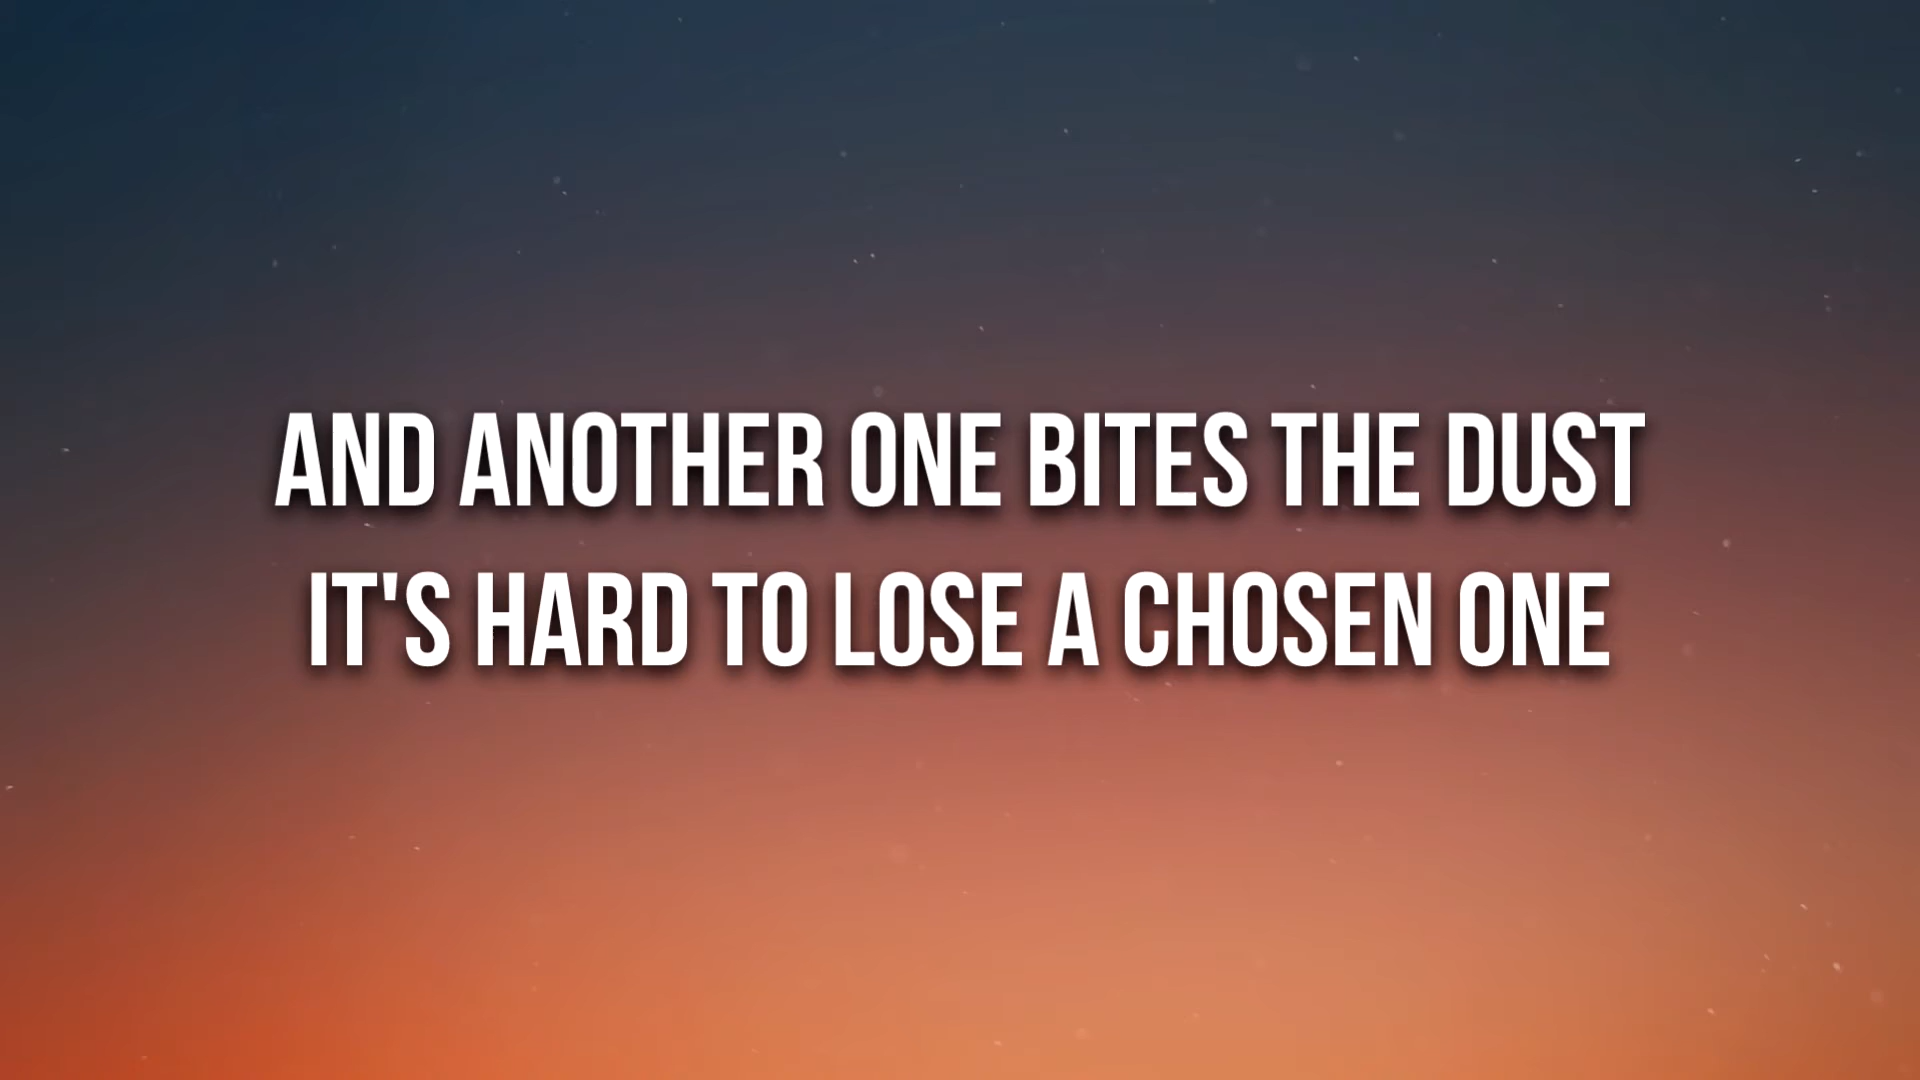 AND ANOTHER ONE BITES THE DUST
IT'S HARD TO LOSE A CHOSEN ONE